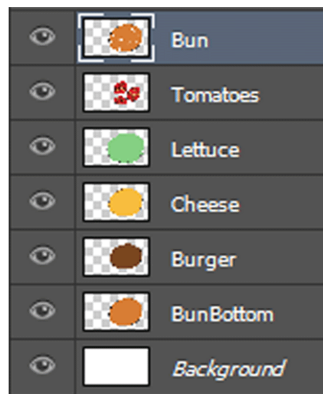 Bun
Tomatoes
Lettuce
Cheese
Burger
BunBottom
Background